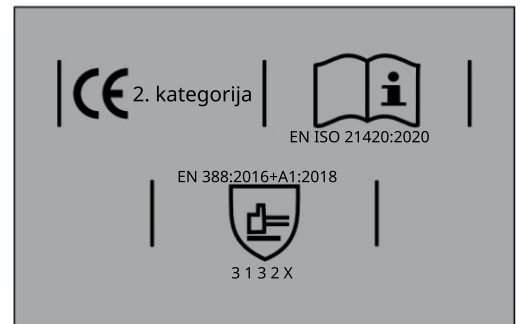 CE 2. kategorija
i
EN ISO 21420:2020
EN 388:2016+A1:2018
3 1 3 2 X